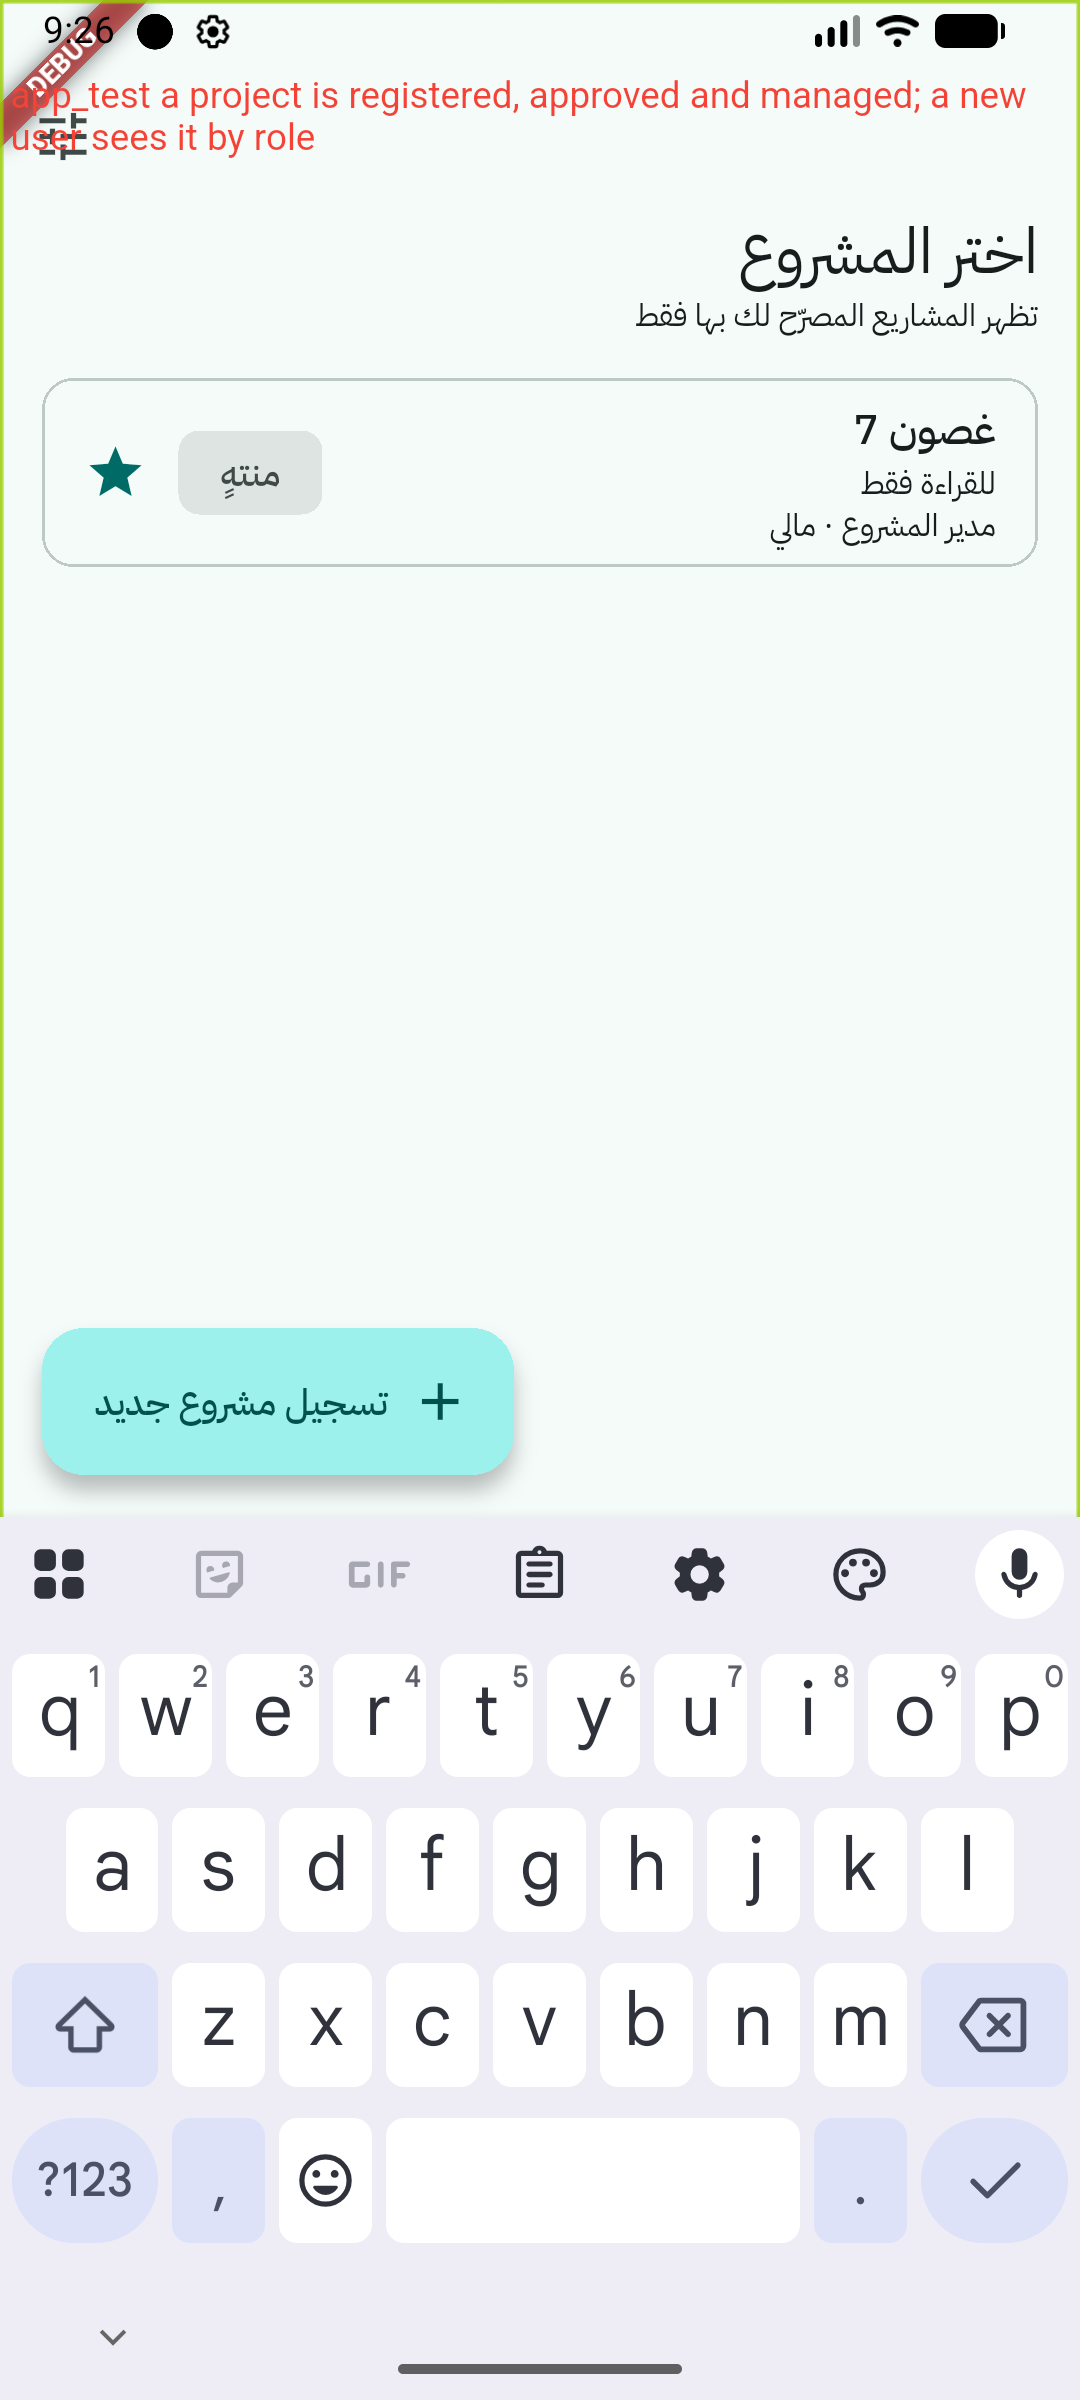 9:26
DEBUG
app_test a project is registered, approved and managed; a new
user sees it by role
اختر المشروع
تظهر المشاريع المصرّح لك بها فقط
غصون 7
للقراءة فقط
مدير المشروع · مالي
منتهٍ
تسجيل مشروع جديد
GIF
q 1 w 2 e 3 r 4 t 5 y 6 u 7 i 8 o 9 p 0
a s d f g h j k l
z x c v b n m
?123 , .